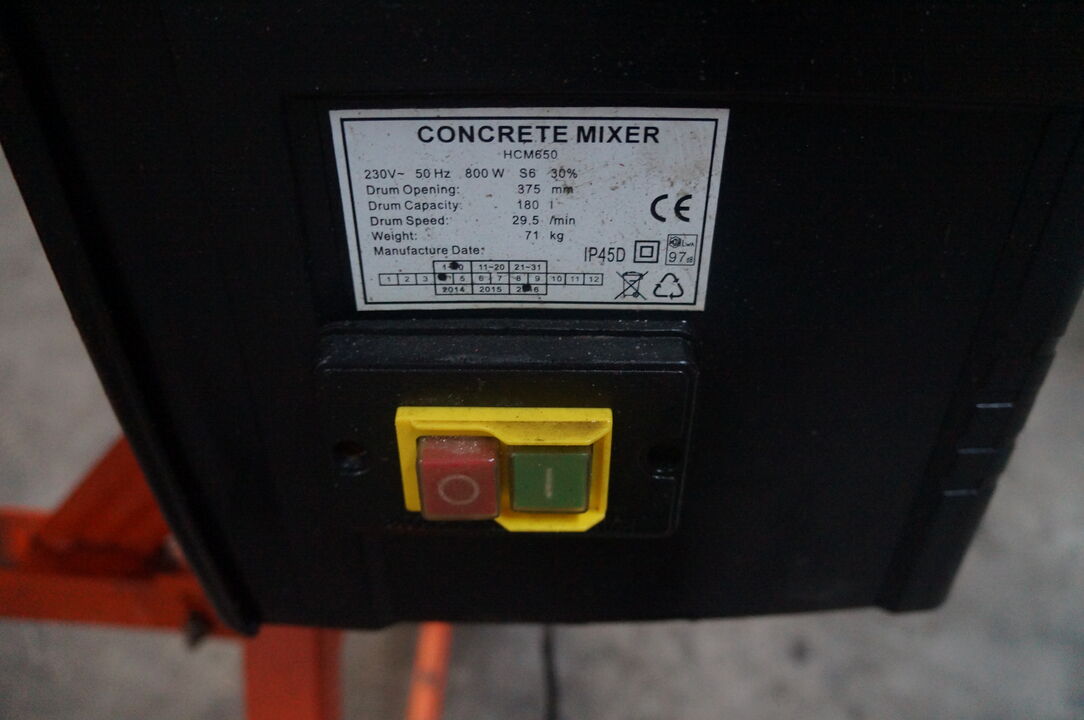 CONCRETE MIXER
HCM650
230V~ 50 Hz 800 W S6 30%
Drum Opening: 375 mm
Drum Capacity: 180 l
Drum Speed: 29.5 /min
Weight: 71 kg
Manufacture Date:
CE
IP45D
LWA
97 dB
11-20 21-31
1 2 3 5 6 7 8 9 10 11 12
2014 2015